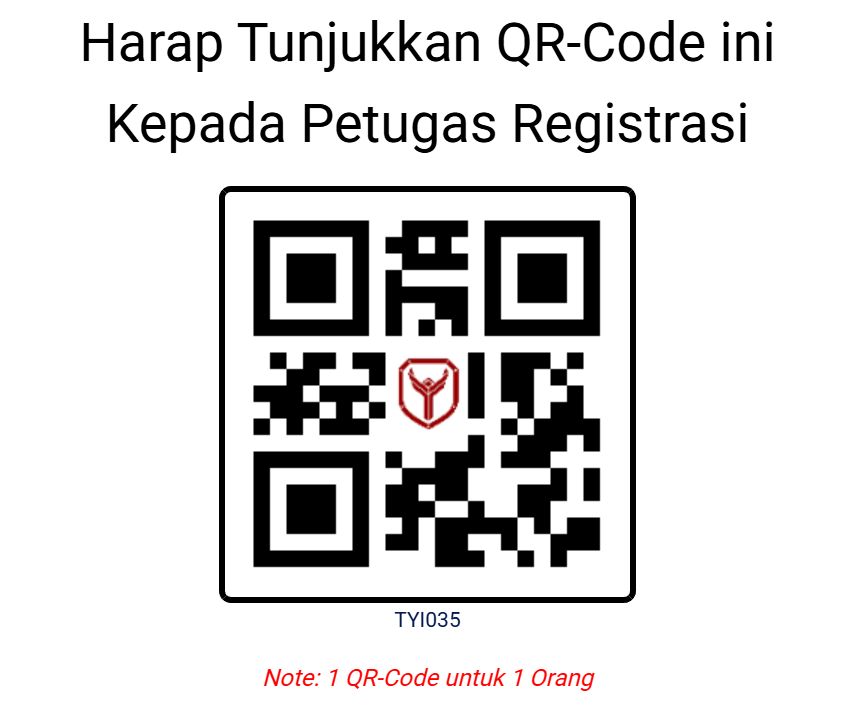 Harap Tunjukkan QR-Code ini
Kepada Petugas Registrasi
TYI035
Note: 1 QR-Code untuk 1 Orang